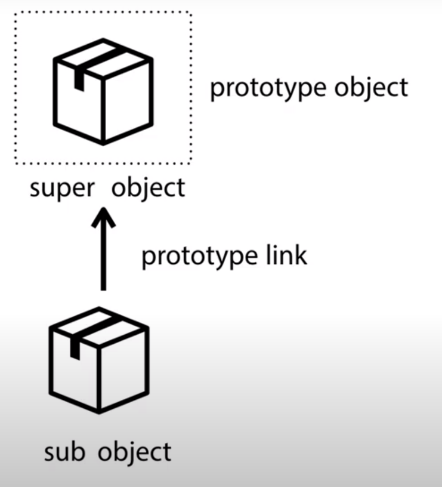 prototype object
super object
prototype link
sub object